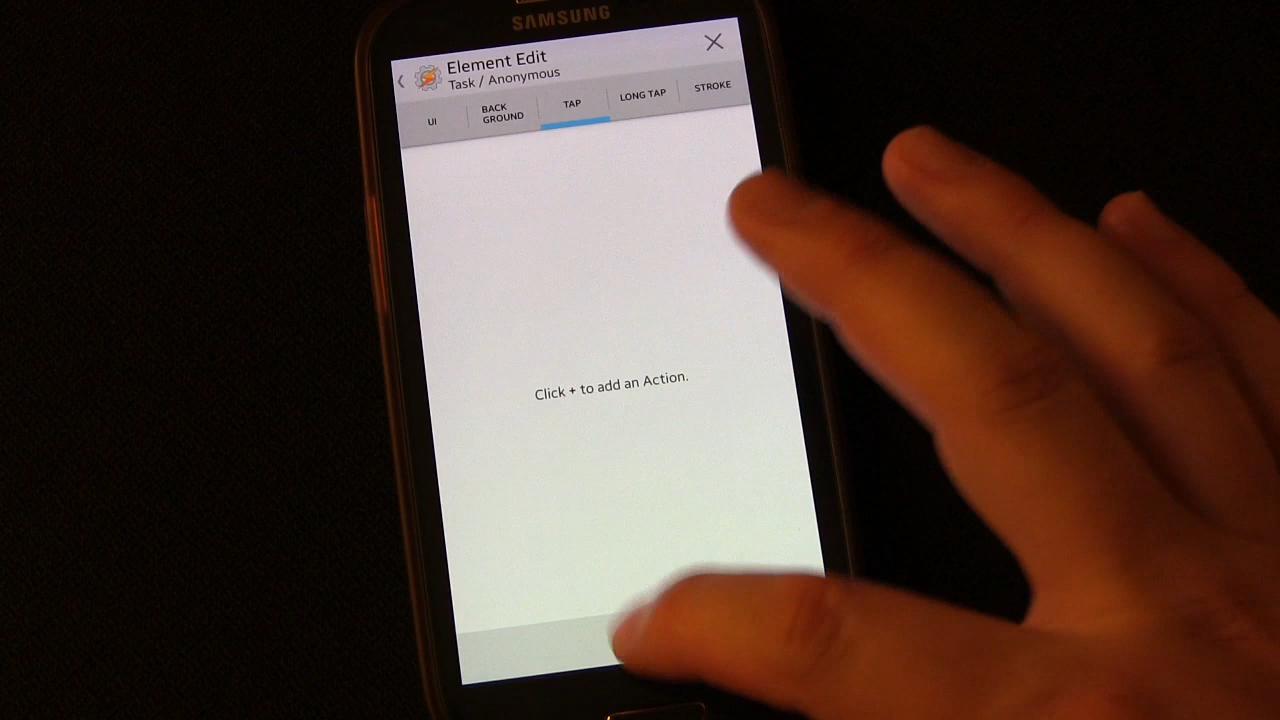 SAMSUNG
Element Edit
Task / Anonymous
UI
BACK
GROUND
TAP
LONG TAP
STROKE
Click + to add an Action.